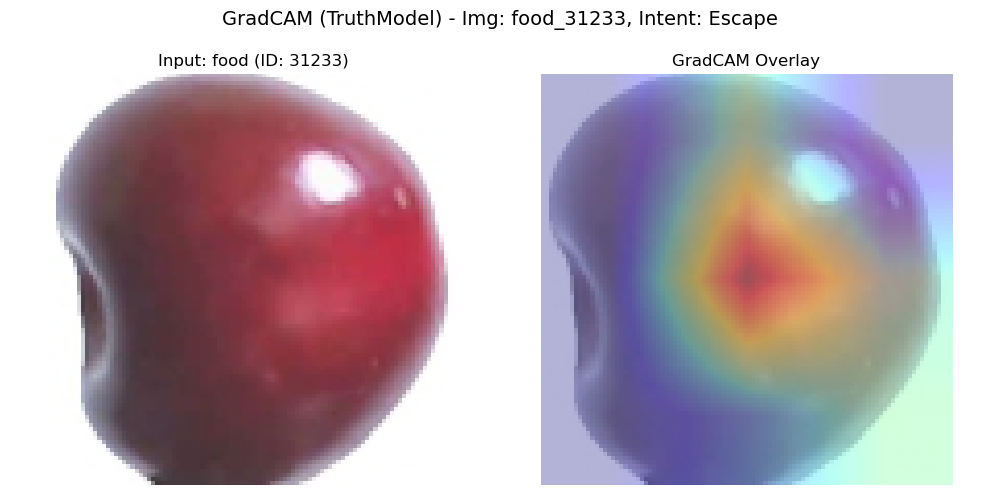 GradCAM (TruthModel) - Img: food_31233, Intent: Escape
Input: food (ID: 31233)
GradCAM Overlay